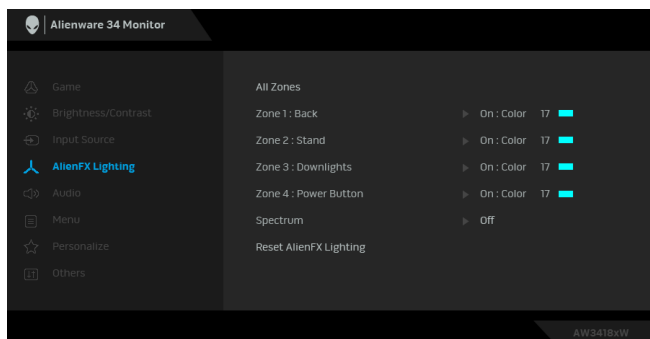 Alienware 34 Monitor
Game
Brightness/Contrast
Input Source
AlienFX Lighting
Audio
Menu
Personalize
Others
All Zones
Zone 1 : Back On : Color 17
Zone 2 : Stand On : Color 17
Zone 3 : Downlights On : Color 17
Zone 4 : Power Button On : Color 17
Spectrum Off
Reset AlienFX Lighting
AW3418xW